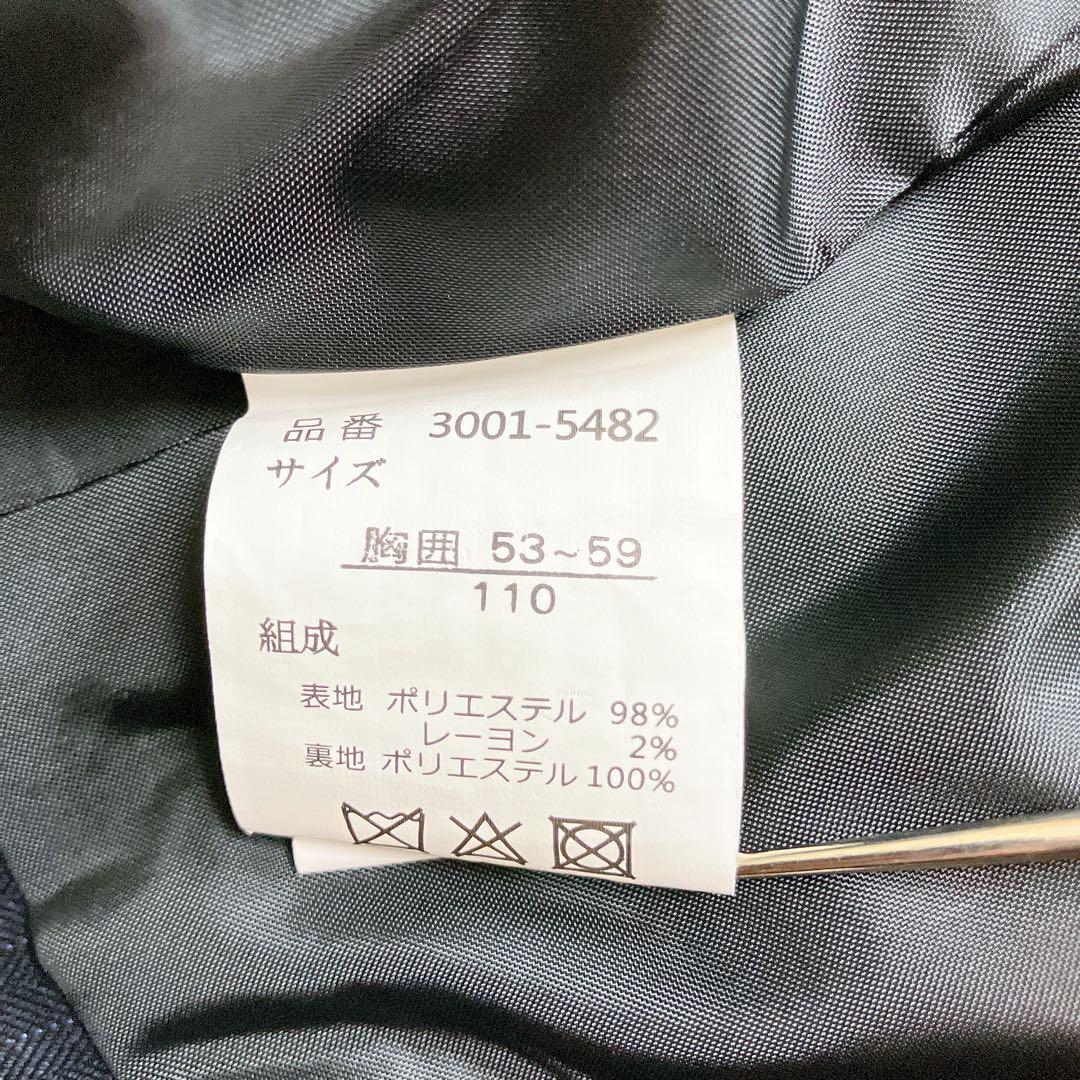 品番 3001-5482
サイズ
胸囲 53~59
110
組成
表地 ポリエステル 98%
レーヨン 2%
裏地 ポリエステル 100%